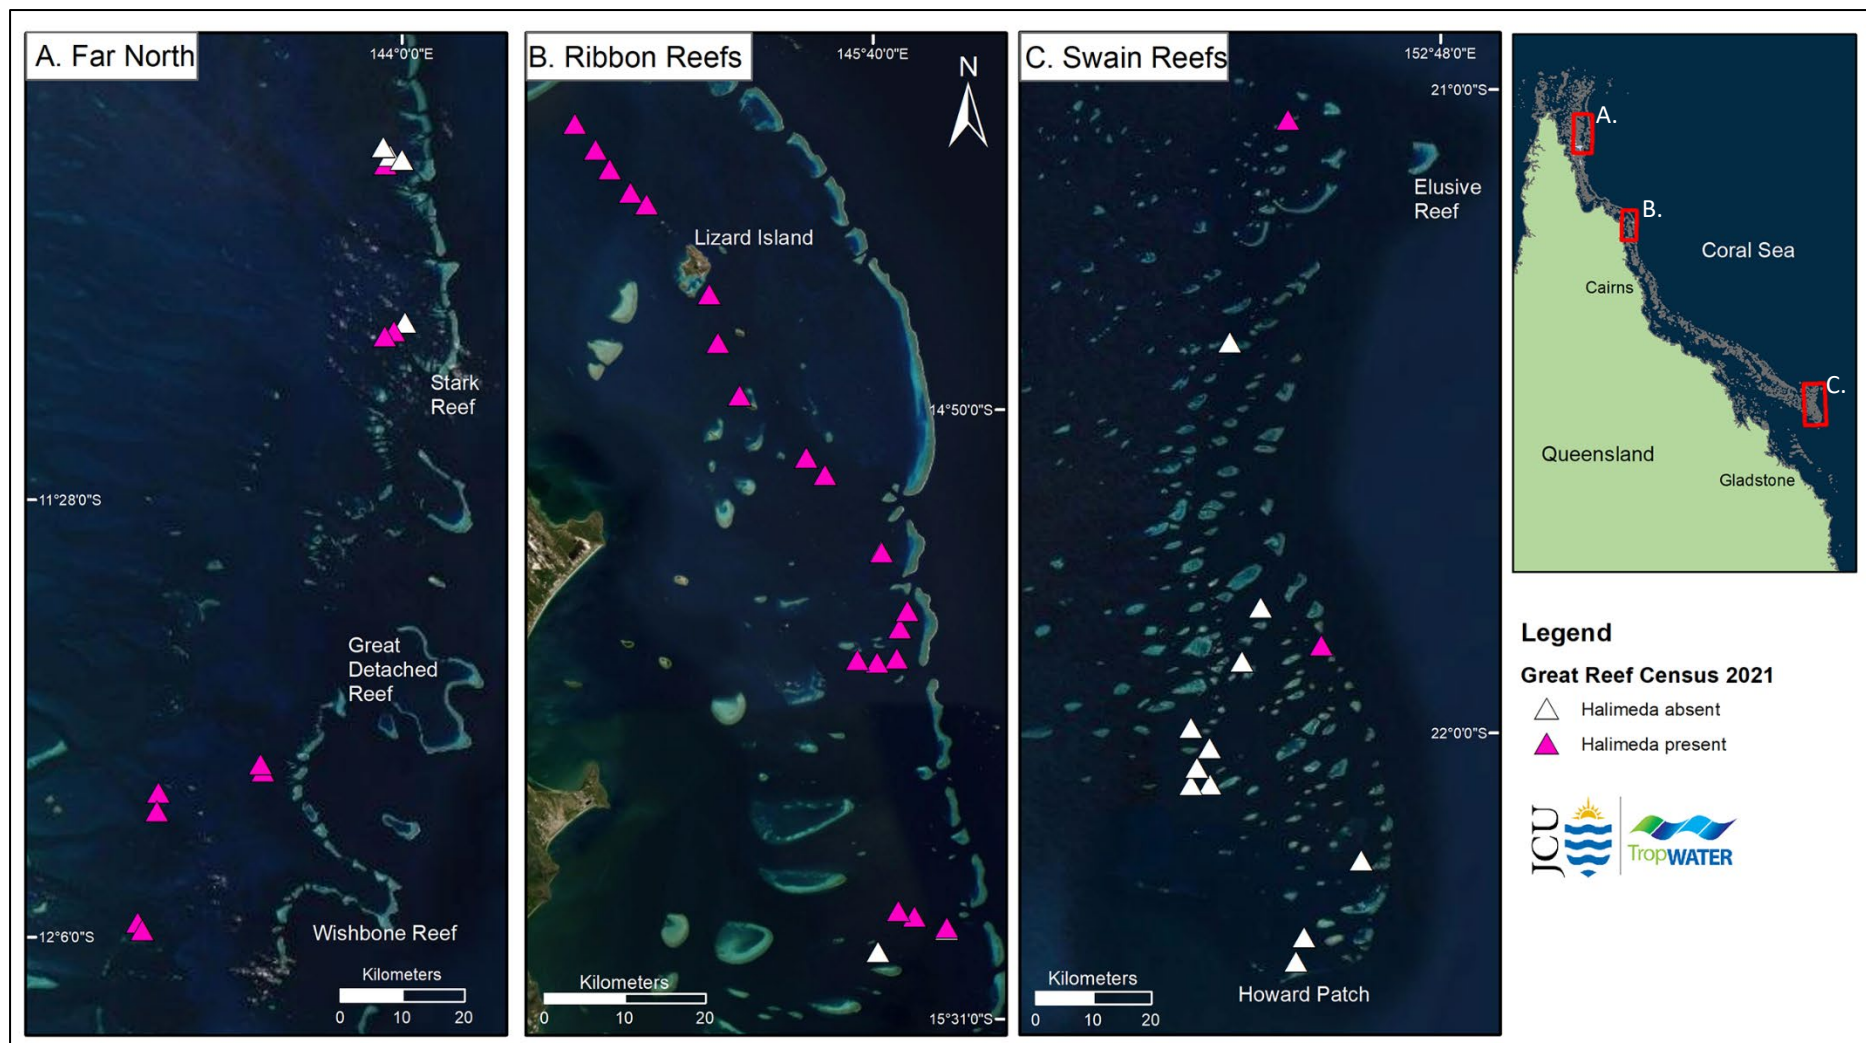 A. Far North
144°0'0"E
Stark
Reef
11°28'0"S
Great
Detached
Reef
Wishbone Reef
12°6'0"S
Kilometers
0 10 20
B. Ribbon Reefs
145°40'0"E
N
Lizard Island
14°50'0"S
Kilometers
0 10 20
15°31'0"S
C. Swain Reefs
152°48'0"E
21°0'0"S
Elusive
Reef
22°0'0"S
Kilometers
0 10 20
Howard Patch
A.
B.
Coral Sea
Cairns
C.
Queensland
Gladstone
Legend
Great Reef Census 2021
Halimeda absent
Halimeda present
JCU
TropWATER